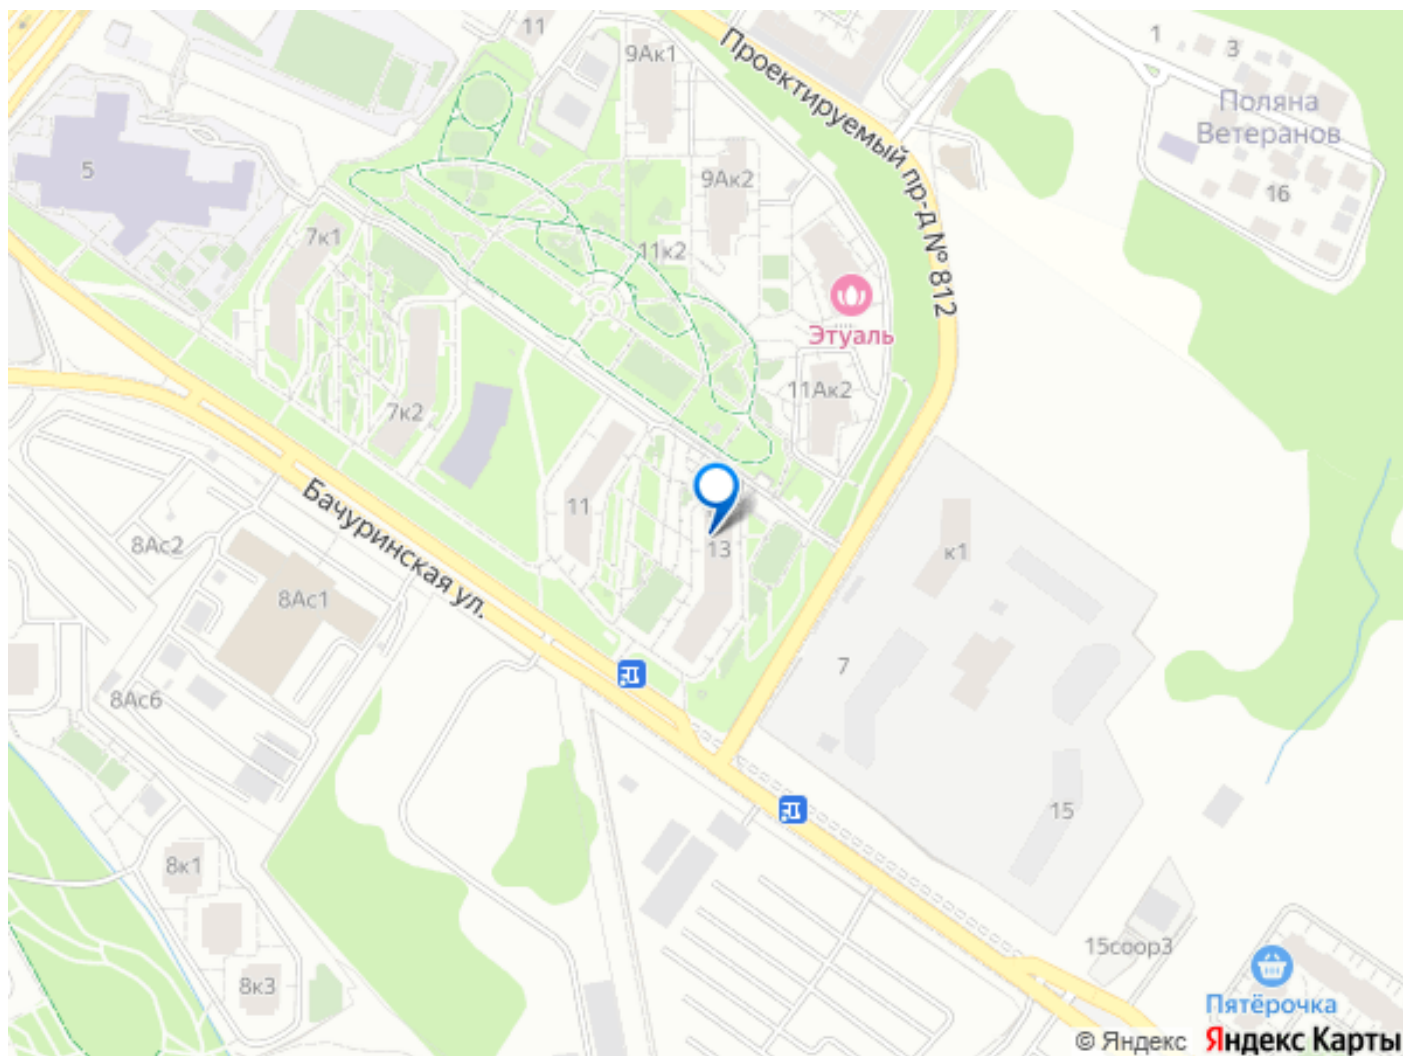 11
9Ак1
1
3
Проектируемый пр-д № 812
Поляна
Ветеранов
5
9Ак2
16
7к1
11к2
Этуаль
11Ак2
7к2
11
Бачуринская ул.
8Ас2
13
к1
8Ас1
7
8Ас6
15
8к1
15соор3
8к3
Пятёрочка
© Яндекс Яндекс Карты